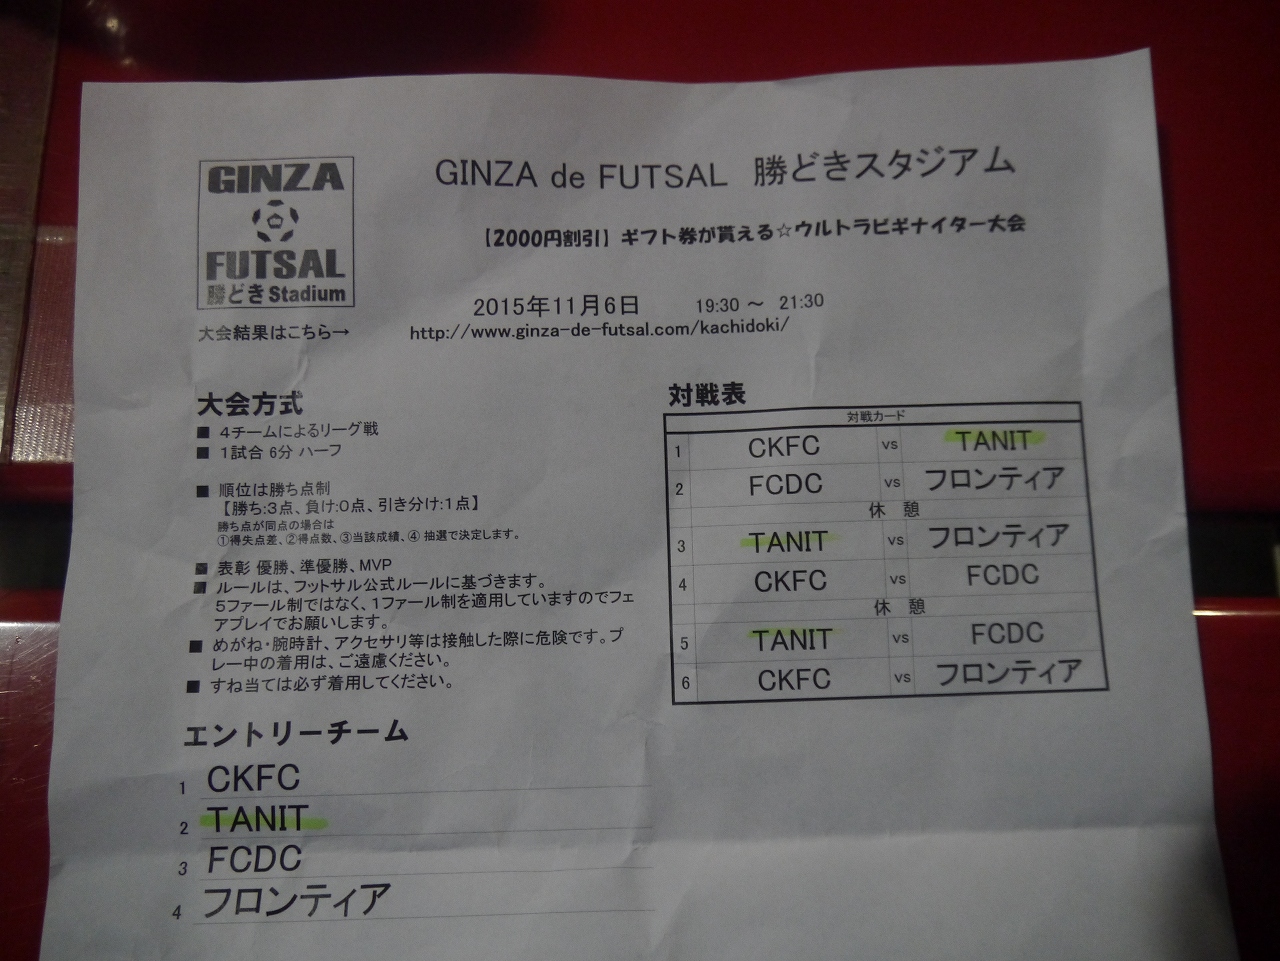 GINZA
FUTSAL
勝どき Stadium
GINZA de FUTSAL 勝どきスタジアム
【2000円割引】ギフト券が貰える☆ウルトラビギナイター大会
2015年11月6日 19:30 ～ 21:30
大会結果はこちら→ http://www.ginza-de-futsal.com/kachidoki/
大会方式
■ 4チームによるリーグ戦
■ 1試合 6分 ハーフ
■ 順位は勝ち点制
【勝ち:3点、負け:0点、引き分け:1点】
勝ち点が同点の場合は
①得失点差、②得点数、③当該成績、④ 抽選で決定します。
■ 表彰 優勝、準優勝、MVP
■ ルールは、フットサル公式ルールに基づきます。
5ファール制ではなく、1ファール制を適用していますのでフェ
アプレイでお願いします。
■ めがね・腕時計、アクセサリ等は接触した際に危険です。プ
レー中の着用は、ご遠慮ください。
■ すね当ては必ず着用してください。
対戦表
対戦カード
1 CKFC vs TANIT
2 FCDC vs フロンティア
休 憩
3 TANIT vs フロンティア
4 CKFC vs FCDC
休 憩
5 TANIT vs FCDC
6 CKFC vs フロンティア
エントリーチーム
1 CKFC
2 TANIT
3 FCDC
4 フロンティア